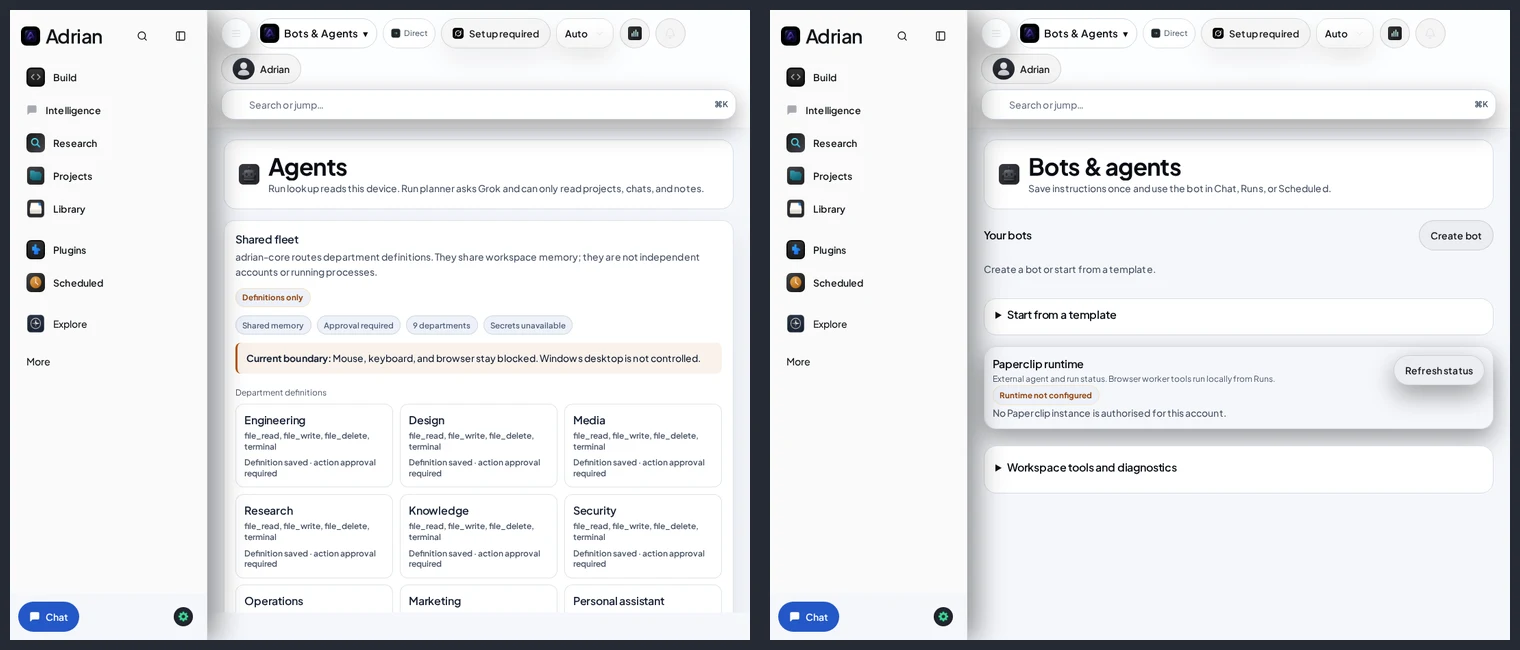 Adrian
Build
Intelligence
Research
Projects
Library
Plugins
Scheduled
Explore
More
Chat
Bots & Agents ▾
Direct
Setup required
Auto
Adrian
Search or jump...
⌘K
Agents
Run lookup reads this device. Run planner asks Grok and can only read projects, chats, and notes.
Shared fleet
adrian-core routes department definitions. They share workspace memory; they are not independent
accounts or running processes.
Definitions only
Shared memory
Approval required
9 departments
Secrets unavailable
Current boundary: Mouse, keyboard, and browser stay blocked. Windows desktop is not controlled.
Department definitions
Engineering
file_read, file_write, file_delete,
terminal
Definition saved · action approval
required
Design
file_read, file_write, file_delete,
terminal
Definition saved · action approval
required
Media
file_read, file_write, file_delete,
terminal
Definition saved · action approval
required
Research
file_read, file_write, file_delete,
terminal
Definition saved · action approval
required
Knowledge
file_read, file_write, file_delete,
terminal
Definition saved · action approval
required
Security
file_read, file_write, file_delete,
terminal
Definition saved · action approval
required
Operations
Marketing
Personal assistant
Adrian
Build
Intelligence
Research
Projects
Library
Plugins
Scheduled
Explore
More
Chat
Bots & Agents ▾
Direct
Setup required
Auto
Adrian
Search or jump...
⌘K
Bots & agents
Save instructions once and use the bot in Chat, Runs, or Scheduled.
Your bots
Create bot
Create a bot or start from a template.
▶ Start from a template
Paperclip runtime
External agent and run status. Browser worker tools run locally from Runs.
Runtime not configured
No Paperclip instance is authorised for this account.
Refresh status
▶ Workspace tools and diagnostics